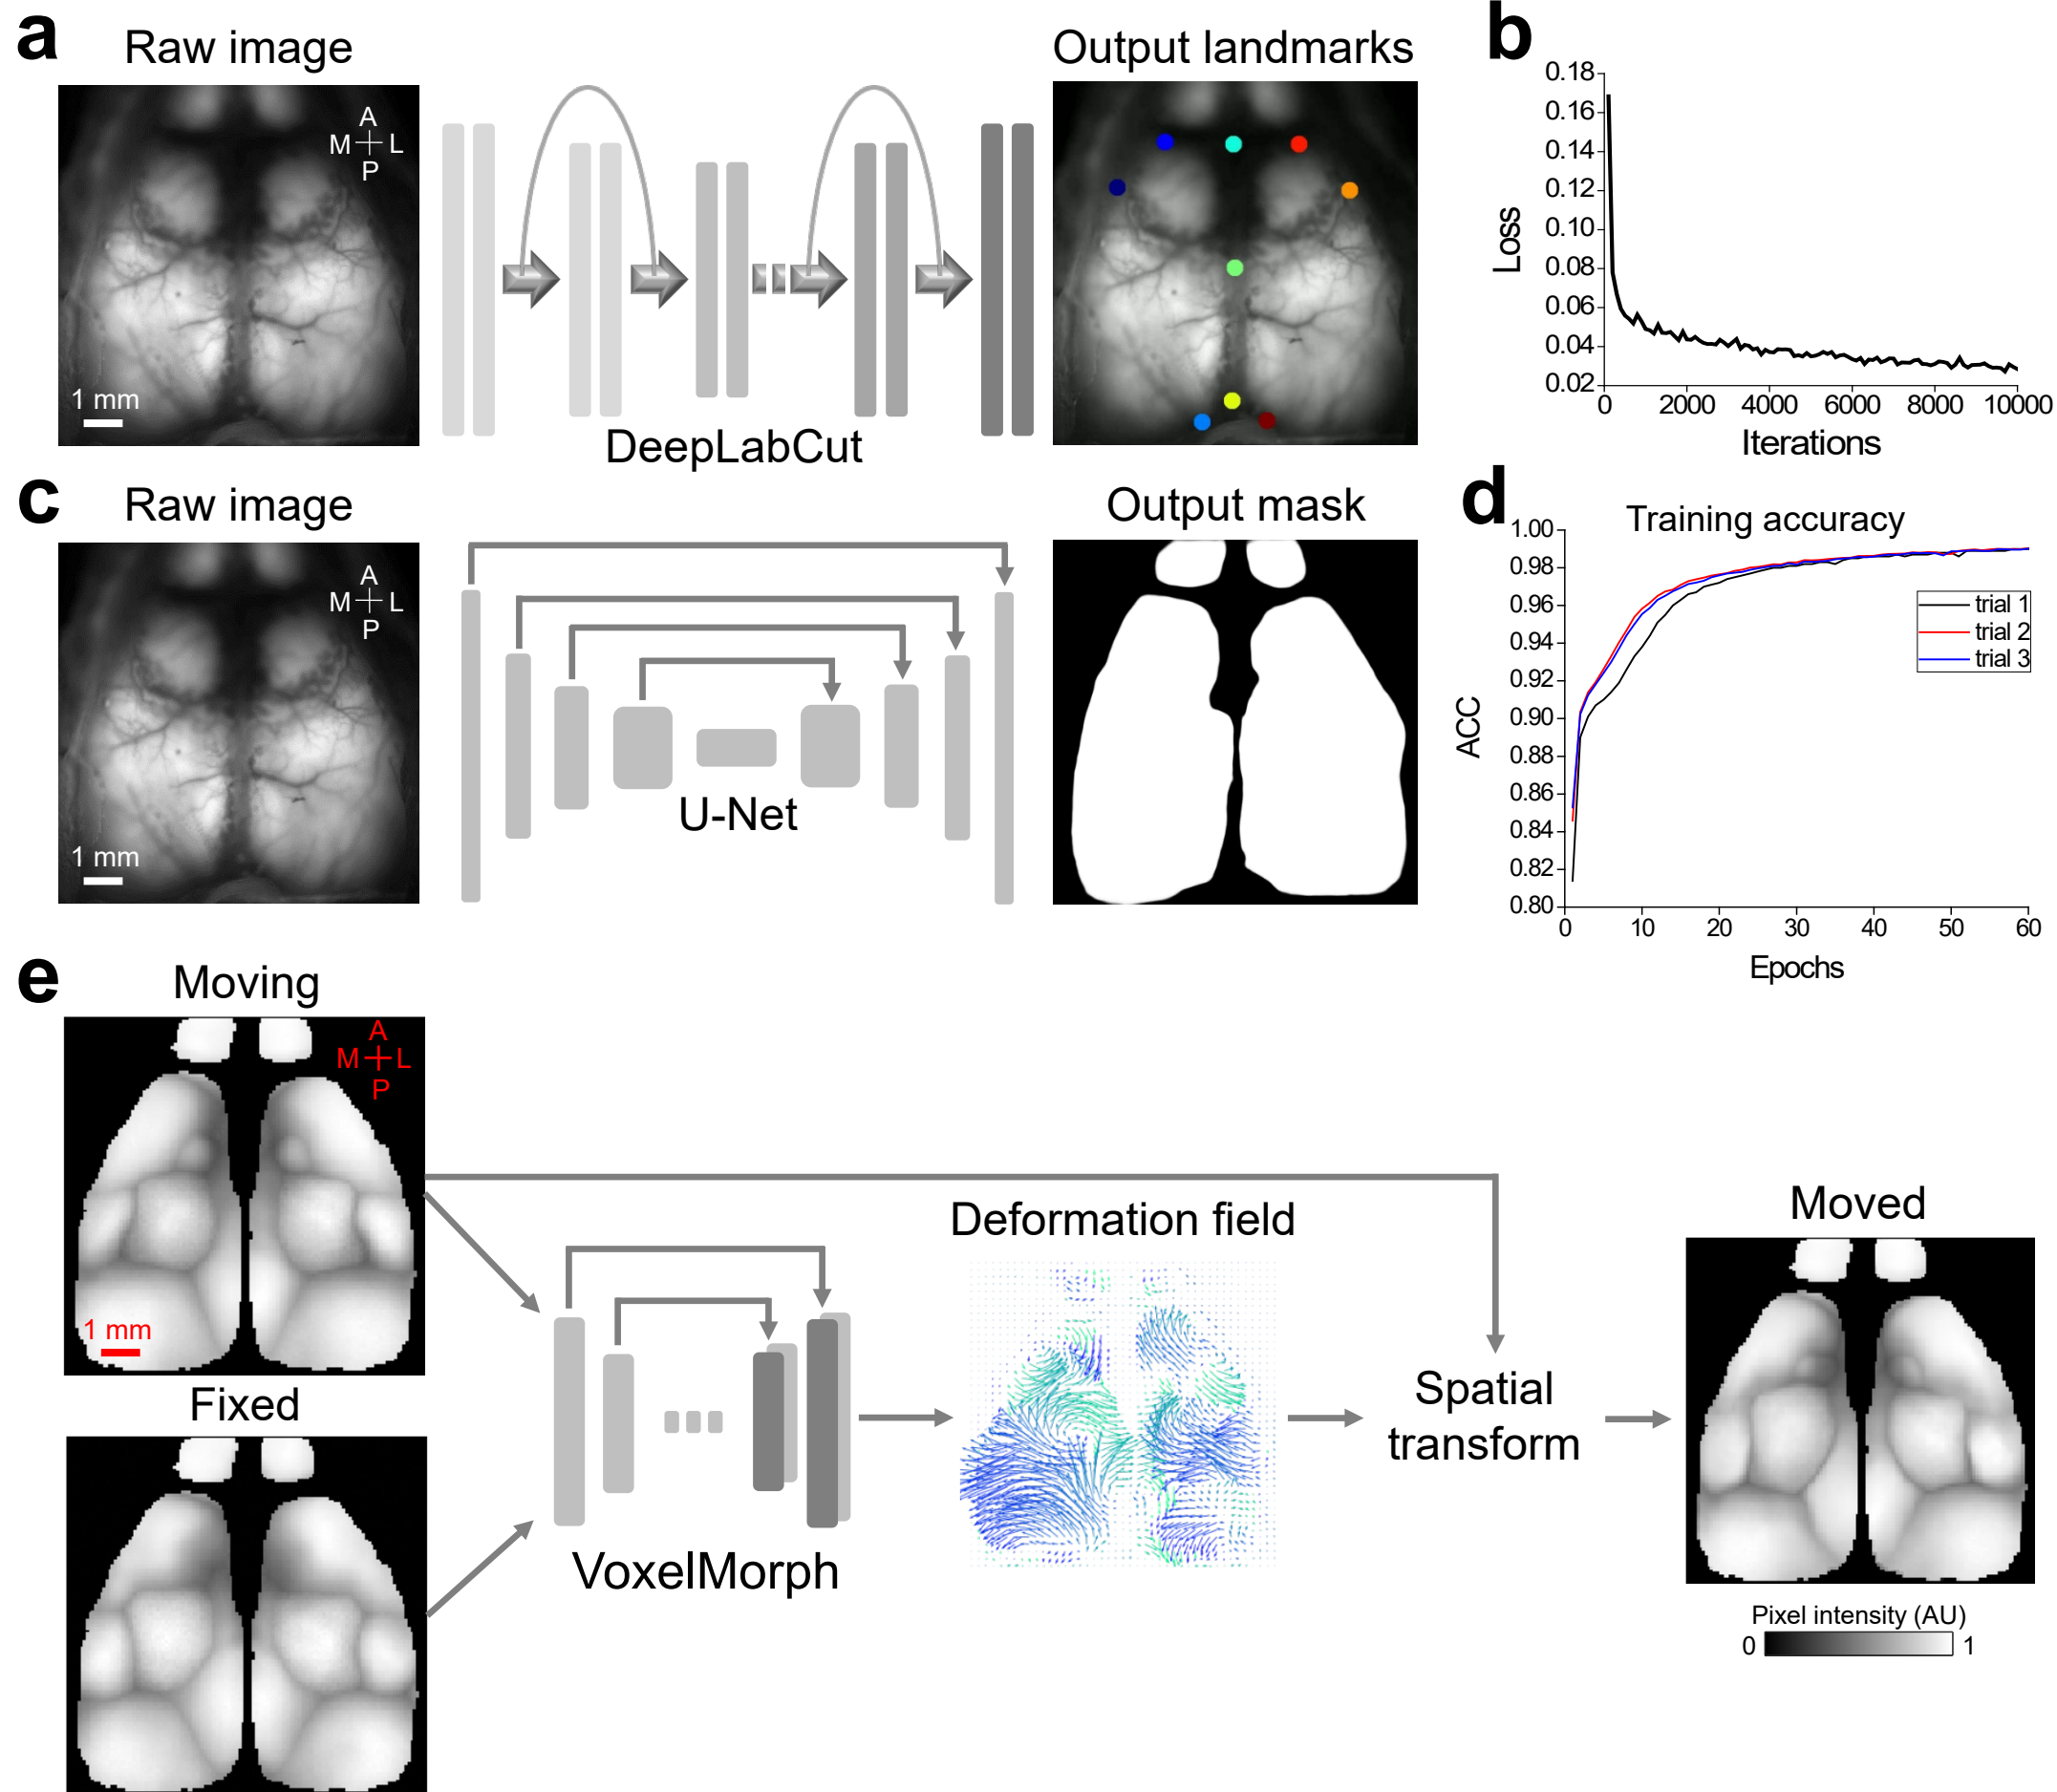 a
Raw image
A
M L
P
1 mm
DeepLabCut
Output landmarks
b
0.18
0.16
0.14
0.12
0.10
0.08
0.06
0.04
0.02
Loss
0 2000 4000 6000 8000 10000
Iterations
c
Raw image
A
M L
P
1 mm
U-Net
Output mask
d
Training accuracy
1.00
0.98
0.96
0.94
0.92
0.90
0.88
0.86
0.84
0.82
0.80
ACC
trial 1
trial 2
trial 3
0 10 20 30 40 50 60
Epochs
e
Moving
A
M L
P
1 mm
Fixed
VoxelMorph
Deformation field
Spatial
transform
Moved
Pixel intensity (AU)
0 1